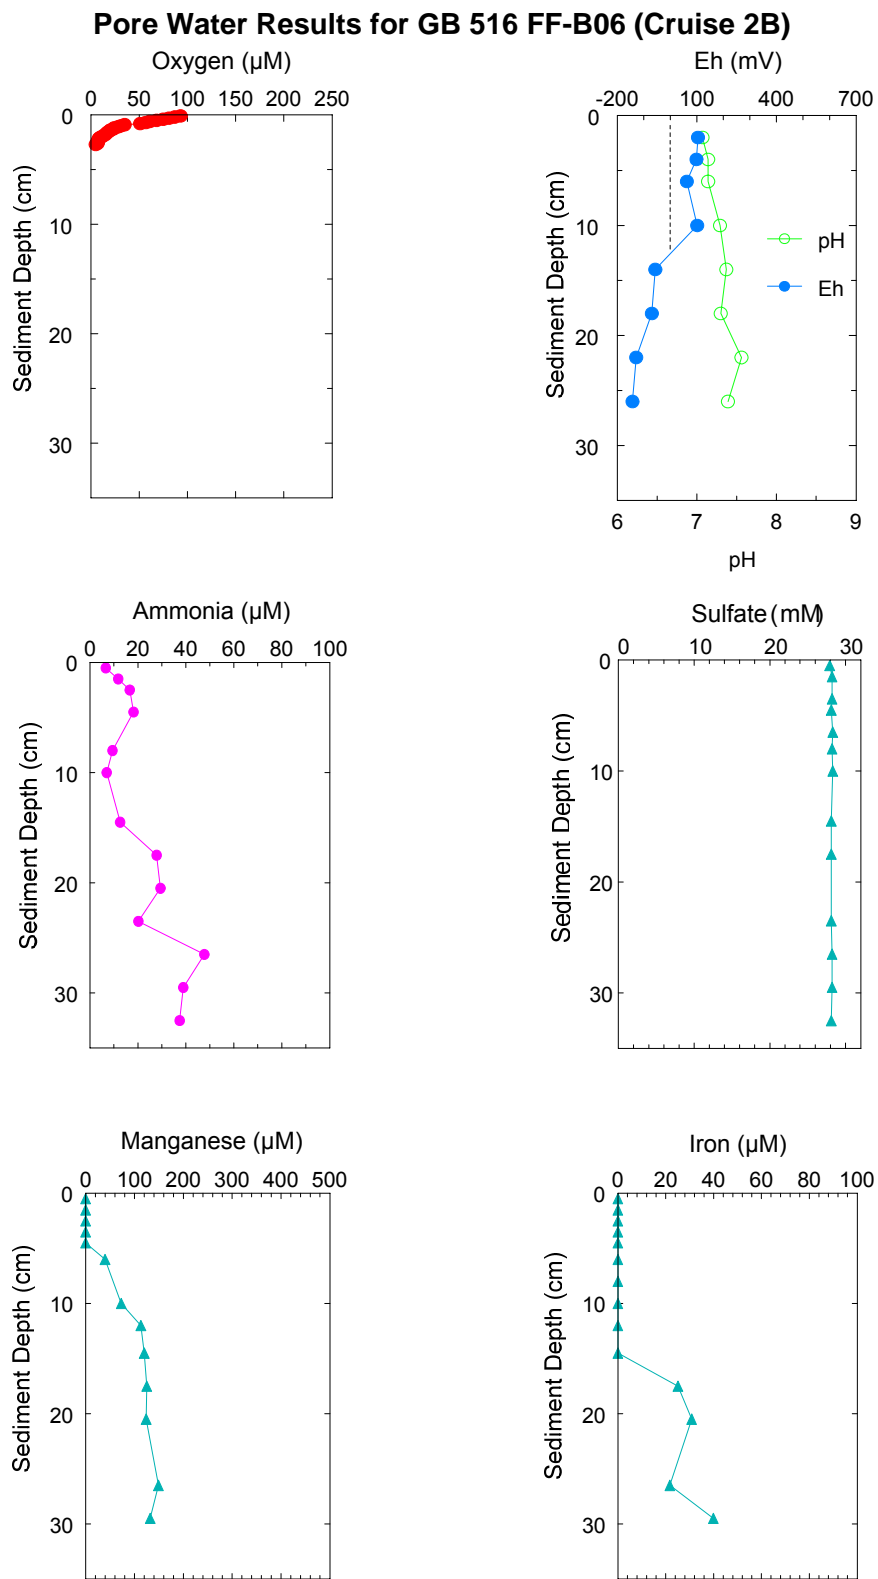 Pore Water Results for GB 516 FF-B06 (Cruise 2B)
Oxygen (µM)
0 50 100 150 200 250
0
10
20
30
Sediment Depth (cm)
Eh (mV)
-200 100 400 700
0
10
20
30
Sediment Depth (cm)
pH
Eh
6 7 8 9
pH
Ammonia (µM)
0 20 40 60 80 100
0
10
20
30
Sediment Depth (cm)
Sulfate (mM)
0 10 20 30
0
10
20
30
Sediment Depth (cm)
Manganese (µM)
0 100 200 300 400 500
0
10
20
30
Sediment Depth (cm)
Iron (µM)
0 20 40 60 80 100
0
10
20
30
Sediment Depth (cm)